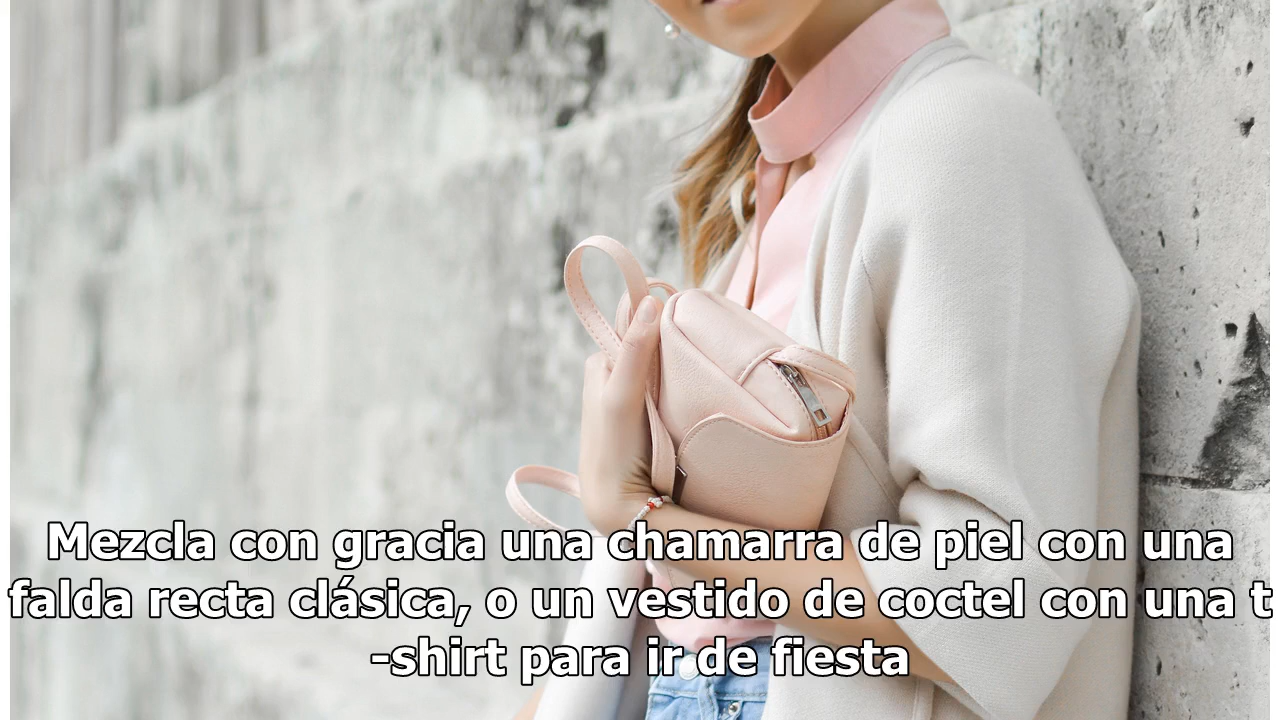 Mezcla con gracia una chamarra de piel con una
falda recta clásica, o un vestido de coctel con una t
-shirt para ir de fiesta